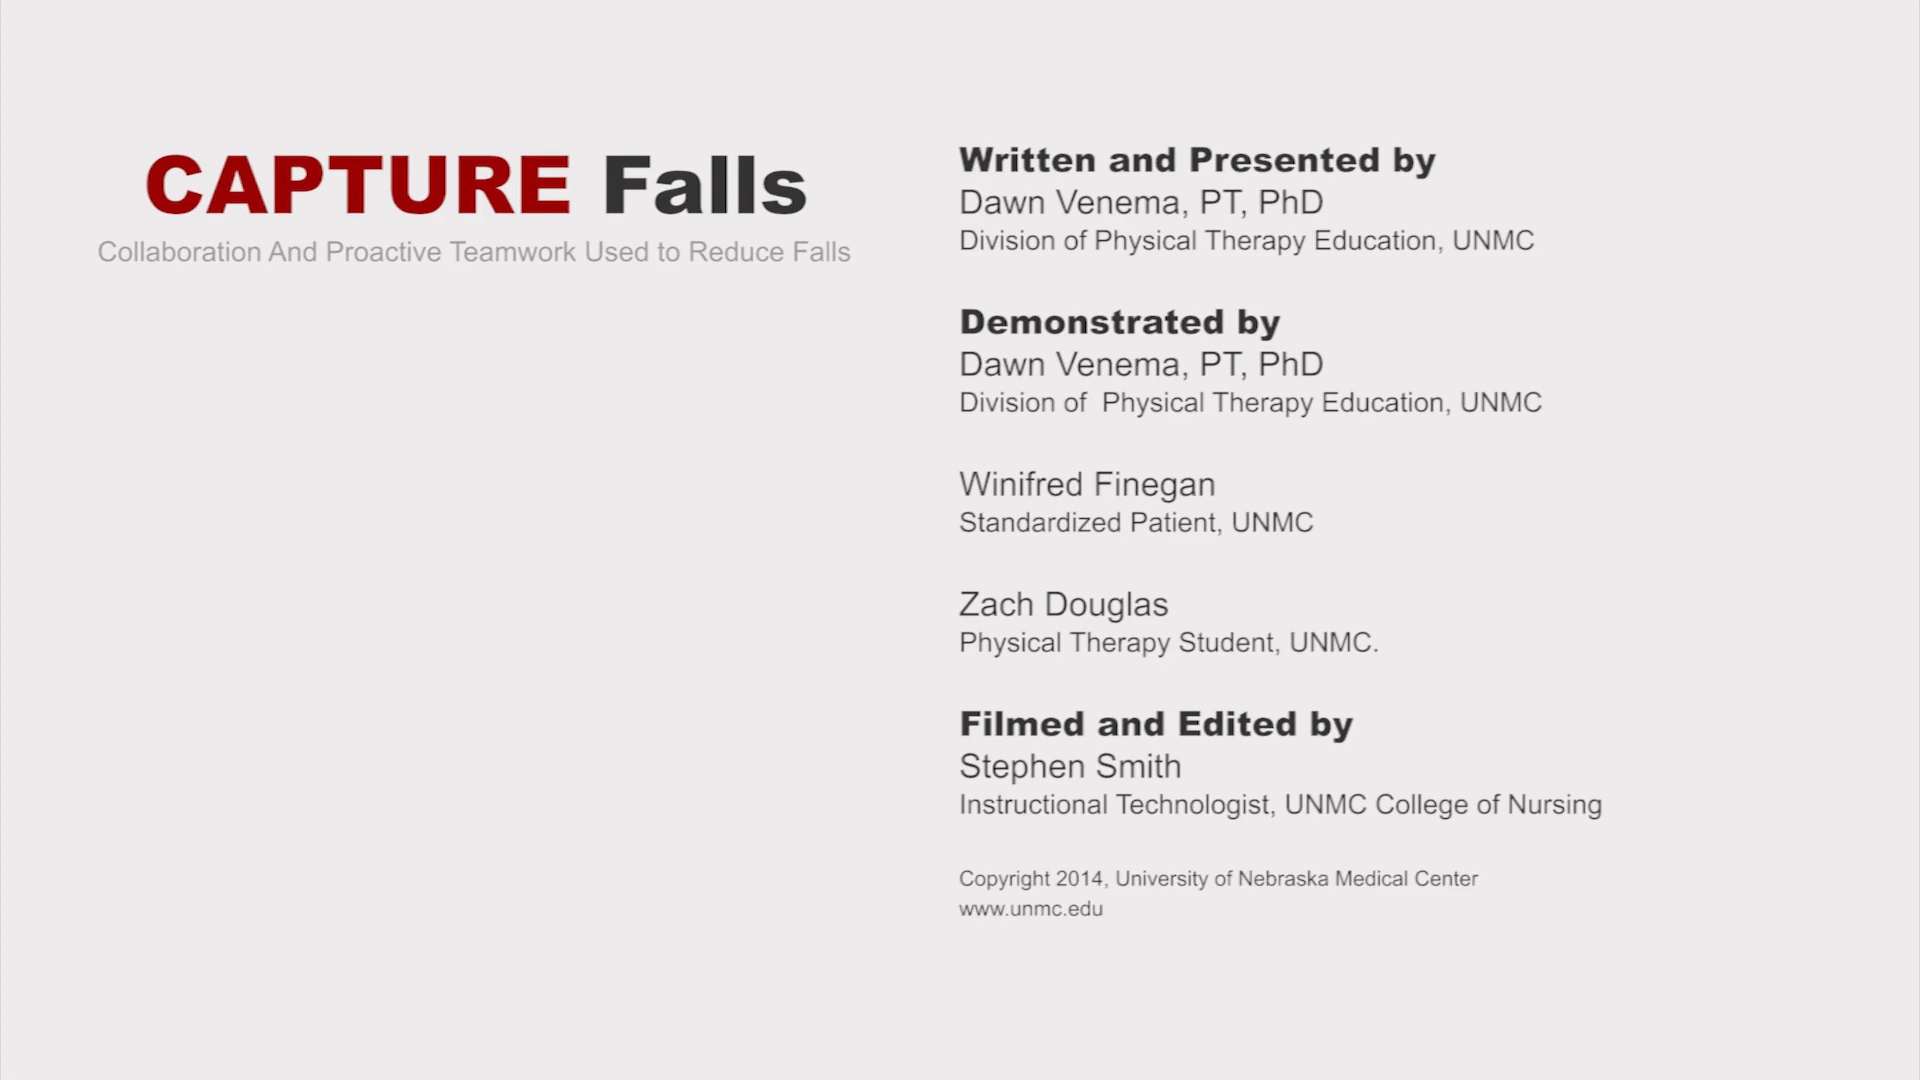 CAPTURE Falls
Collaboration And Proactive Teamwork Used to Reduce Falls
Written and Presented by
Dawn Venema, PT, PhD
Division of Physical Therapy Education, UNMC
Demonstrated by
Dawn Venema, PT, PhD
Division of  Physical Therapy Education, UNMC
Winifred Finegan
Standardized Patient, UNMC
Zach Douglas
Physical Therapy Student, UNMC.
Filmed and Edited by
Stephen Smith
Instructional Technologist, UNMC College of Nursing
Copyright 2014, University of Nebraska Medical Center
www.unmc.edu